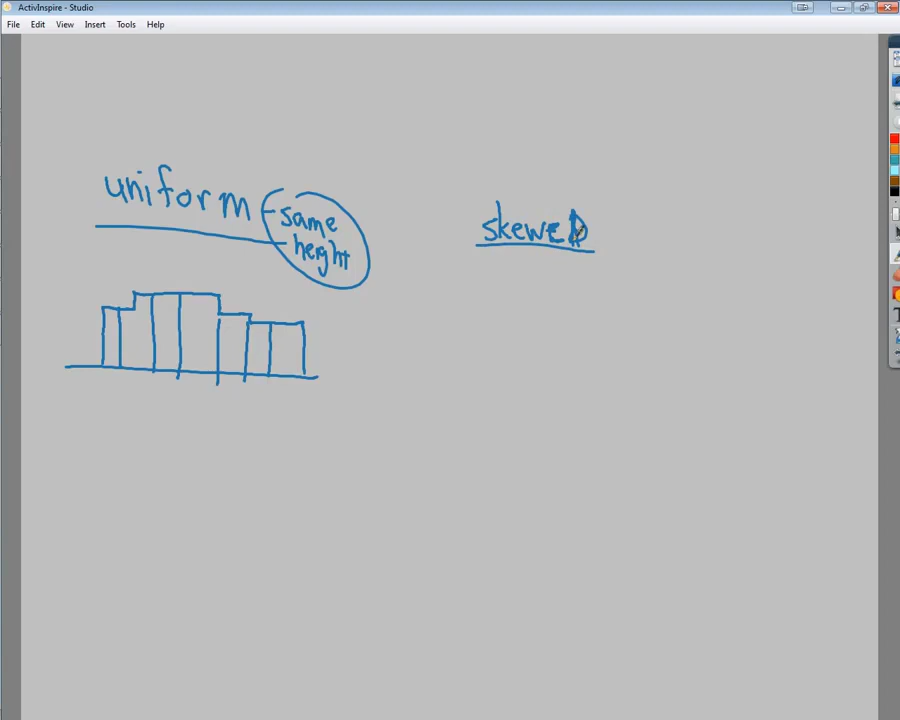 ActivInspire - Studio
File Edit View Insert Tools Help
uniform
same
height
skeweD